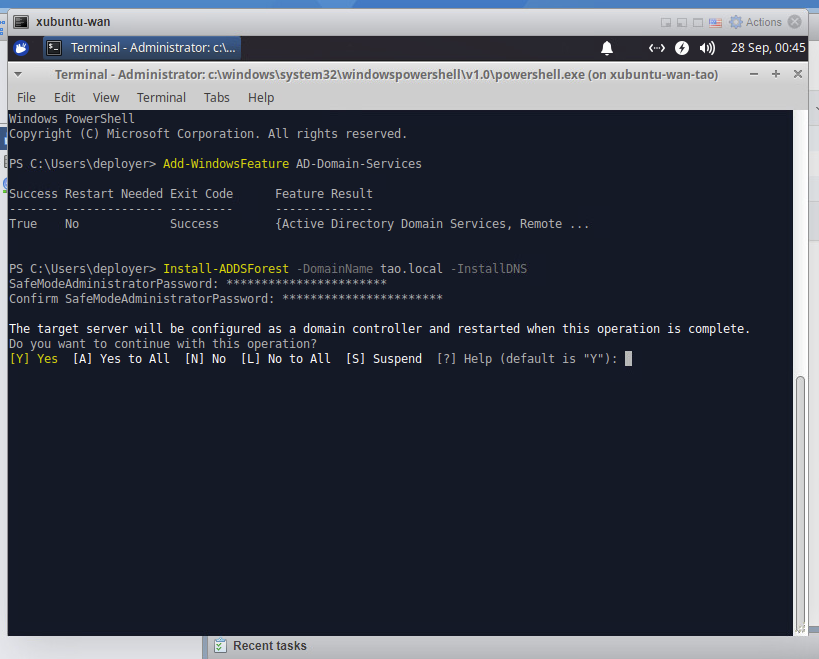 xubuntu-wan
Actions
Terminal - Administrator: c:\...
28 Sep, 00:45
Terminal - Administrator: c:\windows\system32\windowspowershell\v1.0\powershell.exe (on xubuntu-wan-tao)
File Edit View Terminal Tabs Help
Windows PowerShell
Copyright (C) Microsoft Corporation. All rights reserved.
PS C:\Users\deployer> Add-WindowsFeature AD-Domain-Services
Success Restart Needed Exit Code      Feature Result
------- -------------- ---------      --------------
True    No             Success        {Active Directory Domain Services, Remote ...
PS C:\Users\deployer> Install-ADDSForest -DomainName tao.local -InstallDNS
SafeModeAdministratorPassword: ***********************
Confirm SafeModeAdministratorPassword: ***********************
The target server will be configured as a domain controller and restarted when this operation is complete.
Do you want to continue with this operation?
[Y] Yes  [A] Yes to All  [N] No  [L] No to All  [S] Suspend  [?] Help (default is "Y"):
Recent tasks